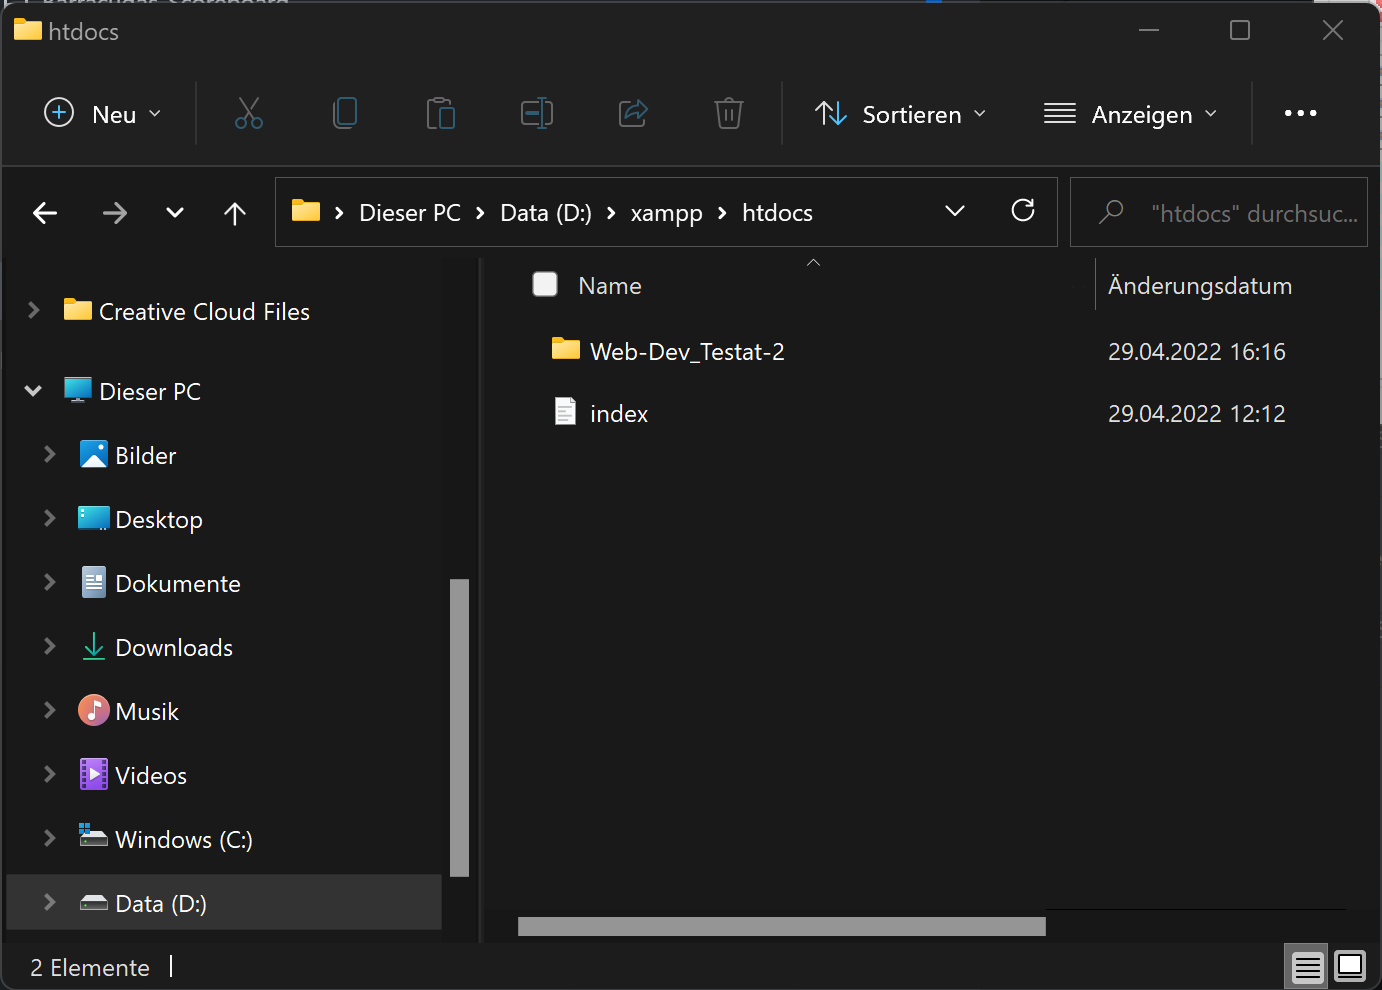 htdocs
Neu
Sortieren
Anzeigen
Dieser PC
Data (D:)
xampp
htdocs
"htdocs" durchsuc...
Name
Änderungsdatum
Creative Cloud Files
Dieser PC
Bilder
Desktop
Dokumente
Downloads
Musik
Videos
Windows (C:)
Data (D:)
Web-Dev_Testat-2
29.04.2022 16:16
index
29.04.2022 12:12
2 Elemente